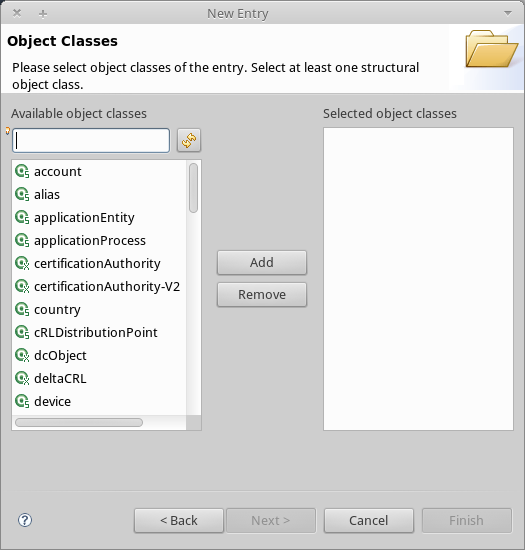 New Entry
Object Classes
Please select object classes of the entry. Select at least one structural
object class.
Available object classes
Selected object classes
account
alias
applicationEntity
applicationProcess
certificationAuthority
certificationAuthority-V2
country
cRLDistributionPoint
dcObject
deltaCRL
device
Add
Remove
< Back
Next >
Cancel
Finish